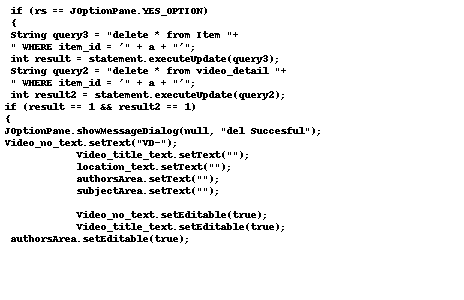 if (rs == JOptionPane.YES_OPTION)
{
String query3 = "delete * from Item "+
" WHERE item_id = '" + a + "'";
int result = statement.executeUpdate(query3);
String query2 = "delete * from video_detail "+
" WHERE item_id = '" + a + "'";
int result2 = statement.executeUpdate(query2);
if (result == 1 && result2 == 1)
{
JOptionPane.showMessageDialog(null, "del Succesful");
Video_no_text.setText("VD-");
Video_title_text.setText("");
location_text.setText("");
authorsArea.setText("");
subjectArea.setText("");
Video_no_text.setEditable(true);
Video_title_text.setEditable(true);
authorsArea.setEditable(true);